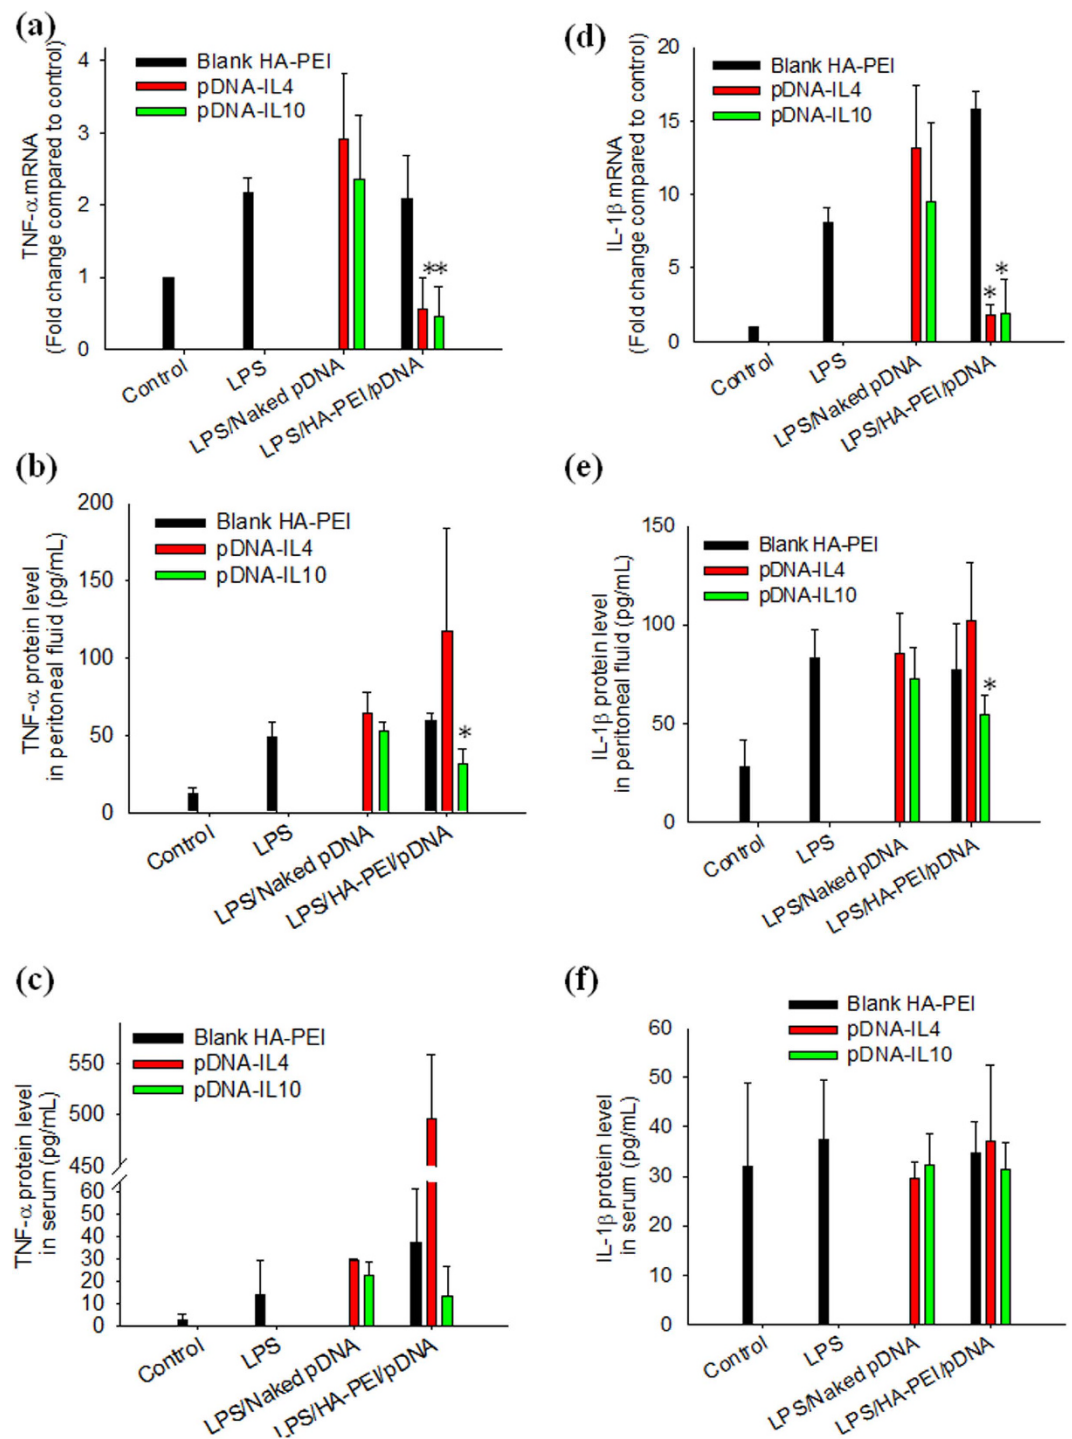 (a)
TNF-α mRNA
(Fold change compared to control)
4
3
2
1
0
Blank HA-PEI
pDNA-IL4
pDNA-IL10
**
Control
LPS
LPS/Naked pDNA
LPS/HA-PEI/pDNA
(d)
IL-1β mRNA
(Fold change compared to control)
20
15
10
5
0
Blank HA-PEI
pDNA-IL4
pDNA-IL10
*
*
Control
LPS
LPS/Naked pDNA
LPS/HA-PEI/pDNA
(b)
TNF-α protein level
in peritoneal fluid (pg/mL)
200
150
100
50
0
Blank HA-PEI
pDNA-IL4
pDNA-IL10
*
Control
LPS
LPS/Naked pDNA
LPS/HA-PEI/pDNA
(e)
IL-1β protein level
in peritoneal fluid (pg/mL)
150
100
50
0
Blank HA-PEI
pDNA-IL4
pDNA-IL10
*
Control
LPS
LPS/Naked pDNA
LPS/HA-PEI/pDNA
(c)
TNF-α protein level
in serum (pg/mL)
550
500
450
60
50
40
30
20
10
0
Blank HA-PEI
pDNA-IL4
pDNA-IL10
Control
LPS
LPS/Naked pDNA
LPS/HA-PEI/pDNA
(f)
IL-1β protein level
in serum (pg/mL)
60
50
40
30
20
10
0
Blank HA-PEI
pDNA-IL4
pDNA-IL10
Control
LPS
LPS/Naked pDNA
LPS/HA-PEI/pDNA